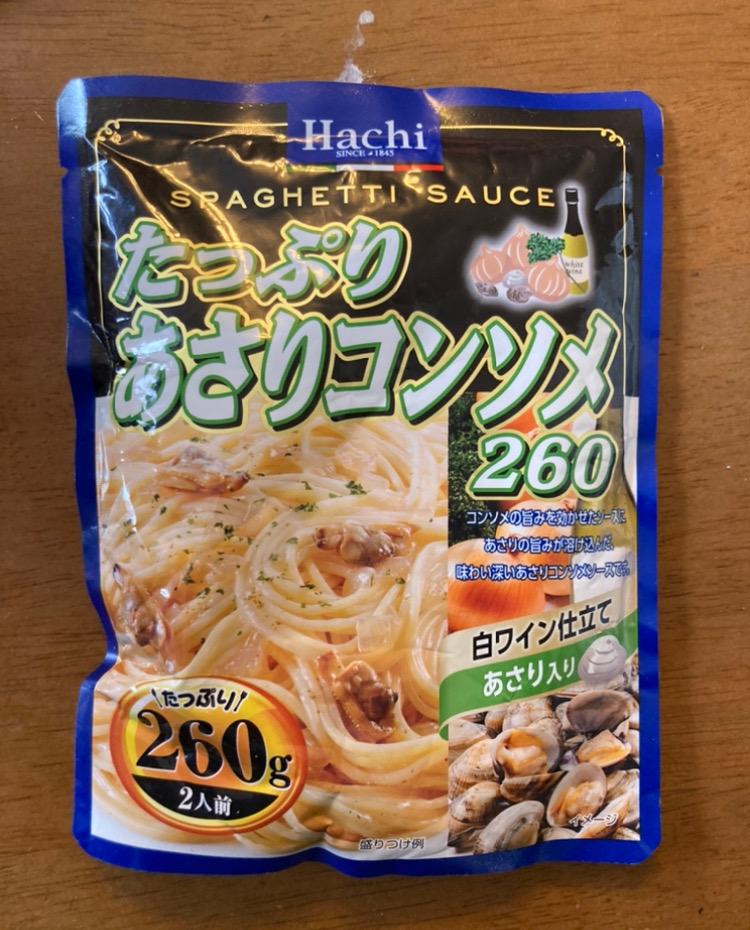 Hachi
SINCE 1845
SPAGHETTI SAUCE
white
wine
たっぷり
あさりコンソメ
260
コンソメの旨みを効かせたソースに
あさりの旨みが溶け込んだ、
味わい深いあさりコンソメソースです。
白ワイン仕立て
あさり入り
たっぷり!
260g
2人前
盛りつけ例
イメージ